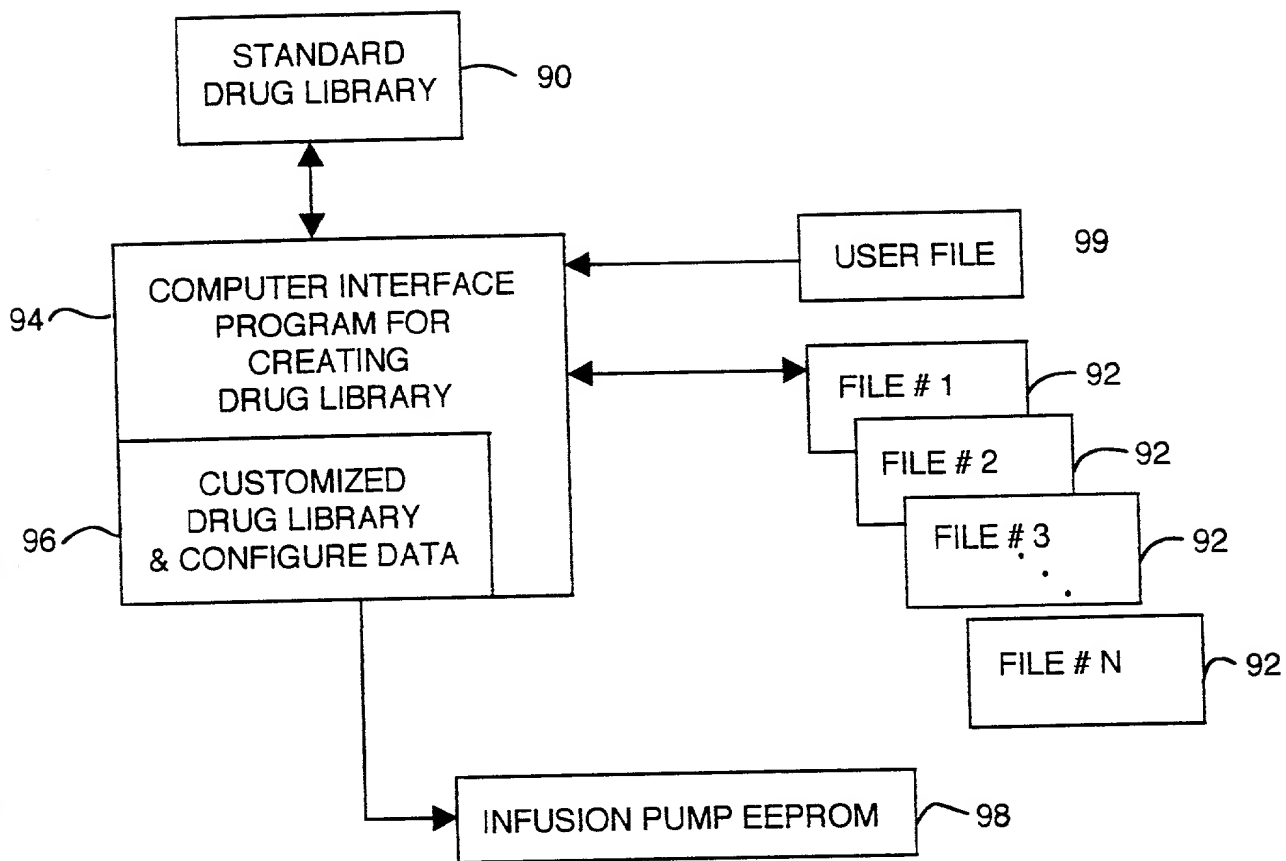 STANDARD
DRUG LIBRARY
90
USER FILE
99
COMPUTER INTERFACE
PROGRAM FOR
CREATING
DRUG LIBRARY
94
FILE # 1
92
FILE # 2
92
FILE # 3
92
FILE # N
92
CUSTOMIZED
DRUG LIBRARY
& CONFIGURE DATA
96
INFUSION PUMP EEPROM
98